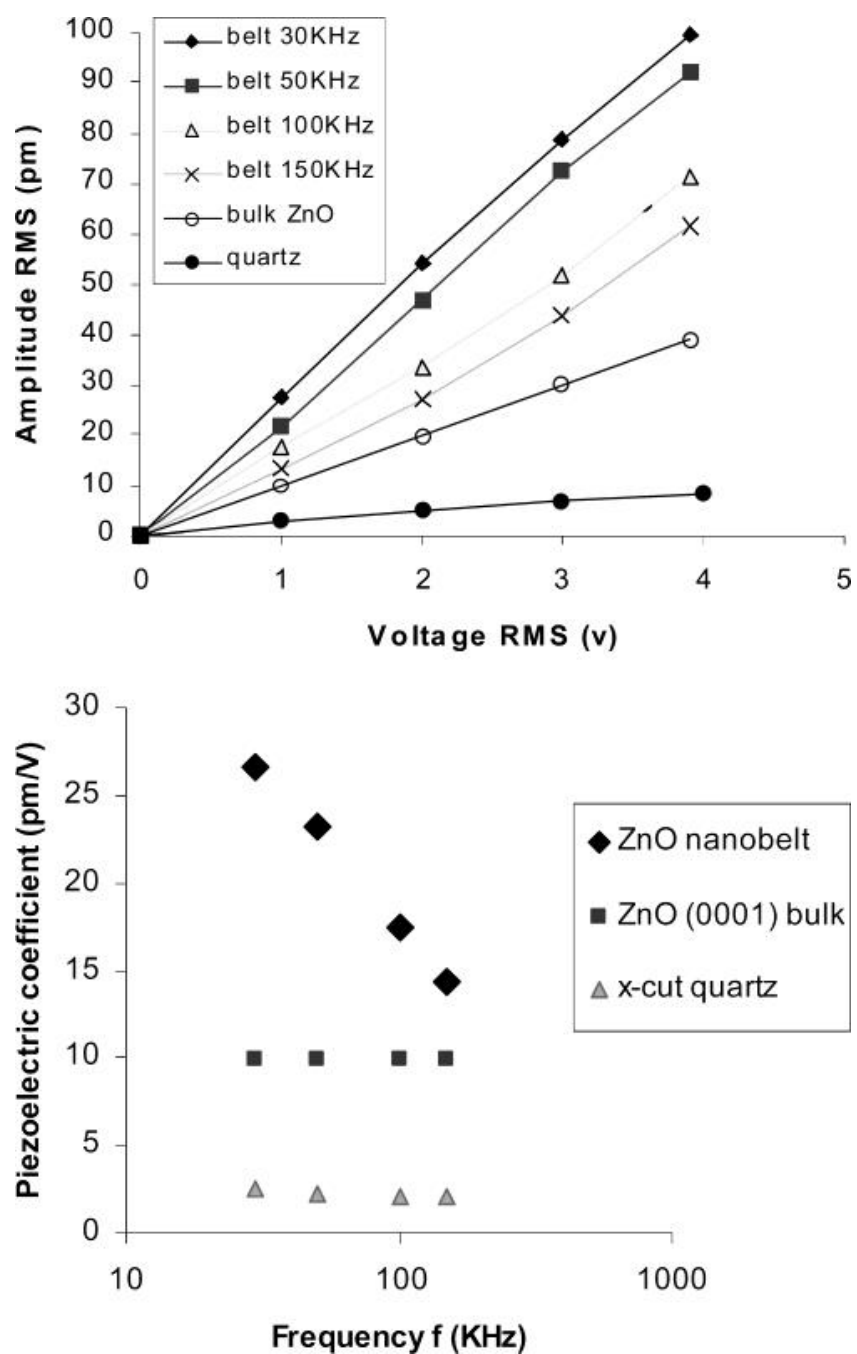 100
90
80
70
60
50
40
30
20
10
0
Amplitude RMS (pm)
belt 30KHz
belt 50KHz
belt 100KHz
belt 150KHz
bulk ZnO
quartz
0 1 2 3 4 5
Voltage RMS (v)
30
25
20
15
10
5
0
Piezoelectric coefficient (pm/V)
ZnO nanobelt
ZnO (0001) bulk
x-cut quartz
10 100 1000
Frequency f (KHz)